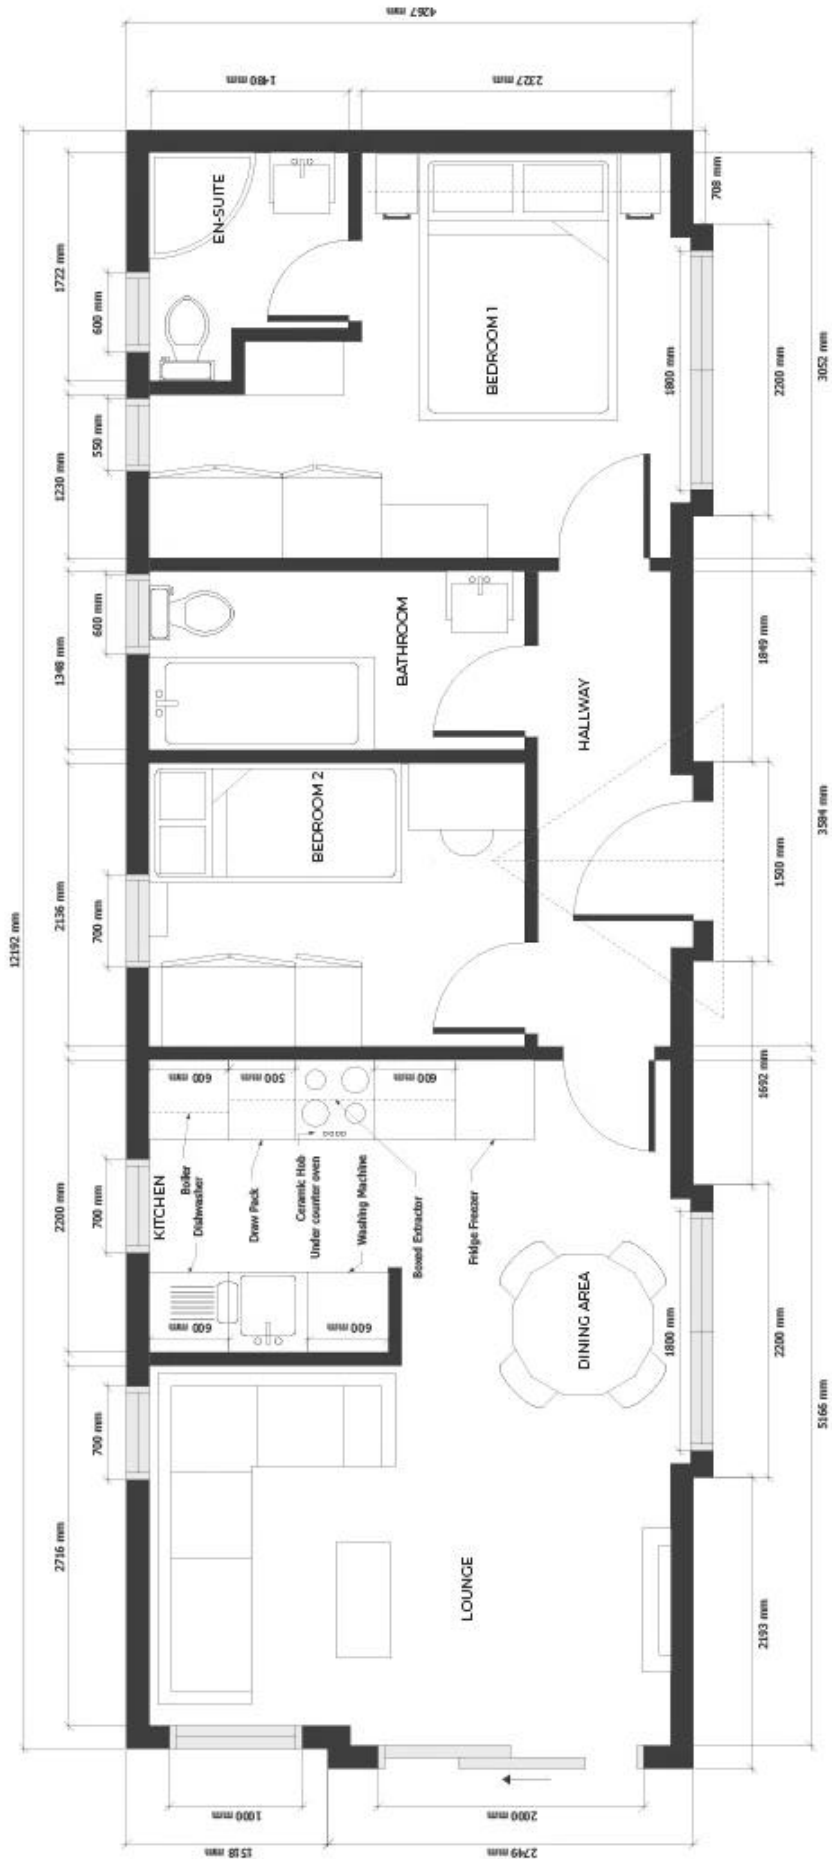 4267 mm
1480 mm
2327 mm
12192 mm
1722 mm
600 mm
EN-SUITE
BEDROOM 1
708 mm
1800 mm
2200 mm
3052 mm
1230 mm
550 mm
1348 mm
600 mm
BATHROOM
HALLWAY
1849 mm
2136 mm
700 mm
BEDROOM 2
1500 mm
3584 mm
2200 mm
700 mm
KITCHEN
600 mm
500 mm
600 mm
Boiler
Dishwasher
Draw Pack
Ceramic Hob
Under counter oven
Washing Machine
Boxed Extractor
Fridge Freezer
600 mm
600 mm
1692 mm
DINING AREA
1800 mm
2200 mm
5166 mm
2716 mm
700 mm
LOUNGE
2193 mm
1000 mm
2000 mm
1518 mm
2749 mm